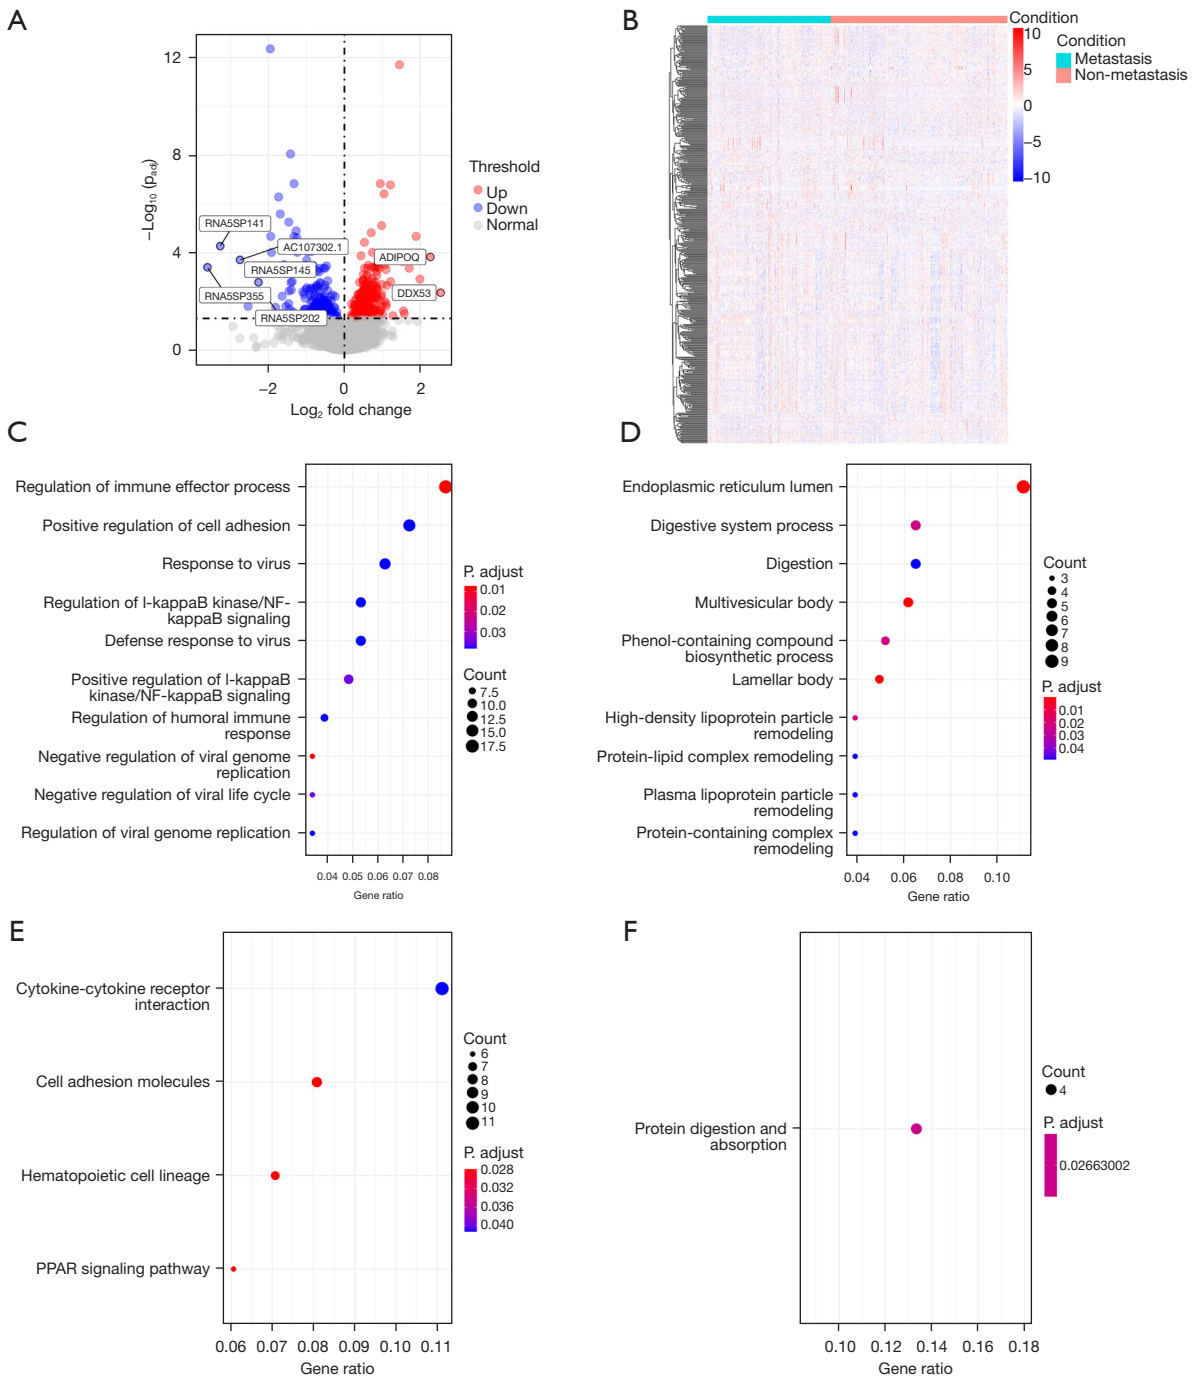 A
12
8
4
0
−Log10 (padj)
RNA5SP141
AC107302.1
RNA5SP145
RNA5SP355
RNA5SP202
ADIPOQ
DDX53
−2
0
2
Log2 fold change
Threshold
Up
Down
Normal
B
Condition
10
5
0
−5
−10
Condition
Metastasis
Non-metastasis
C
Regulation of immune effector process
Positive regulation of cell adhesion
Response to virus
Regulation of I-kappaB kinase/NF-
kappaB signaling
Defense response to virus
Positive regulation of I-kappaB
kinase/NF-kappaB signaling
Regulation of humoral immune
response
Negative regulation of viral genome
replication
Negative regulation of viral life cycle
Regulation of viral genome replication
0.04 0.05 0.06 0.07 0.08
Gene ratio
P. adjust
0.01
0.02
0.03
Count
7.5
10.0
12.5
15.0
17.5
D
Endoplasmic reticulum lumen
Digestive system process
Digestion
Multivesicular body
Phenol-containing compound
biosynthetic process
Lamellar body
High-density lipoprotein particle
remodeling
Protein-lipid complex remodeling
Plasma lipoprotein particle
remodeling
Protein-containing complex
remodeling
0.04 0.06 0.08 0.10
Gene ratio
Count
3
4
5
6
7
8
9
P. adjust
0.01
0.02
0.03
0.04
E
Cytokine-cytokine receptor
interaction
Cell adhesion molecules
Hematopoietic cell lineage
PPAR signaling pathway
0.06 0.07 0.08 0.09 0.10 0.11
Gene ratio
Count
6
7
8
9
10
11
P. adjust
0.028
0.032
0.036
0.040
F
Protein digestion and
absorption
0.10 0.12 0.14 0.16 0.18
Gene ratio
Count
4
P. adjust
0.02663002